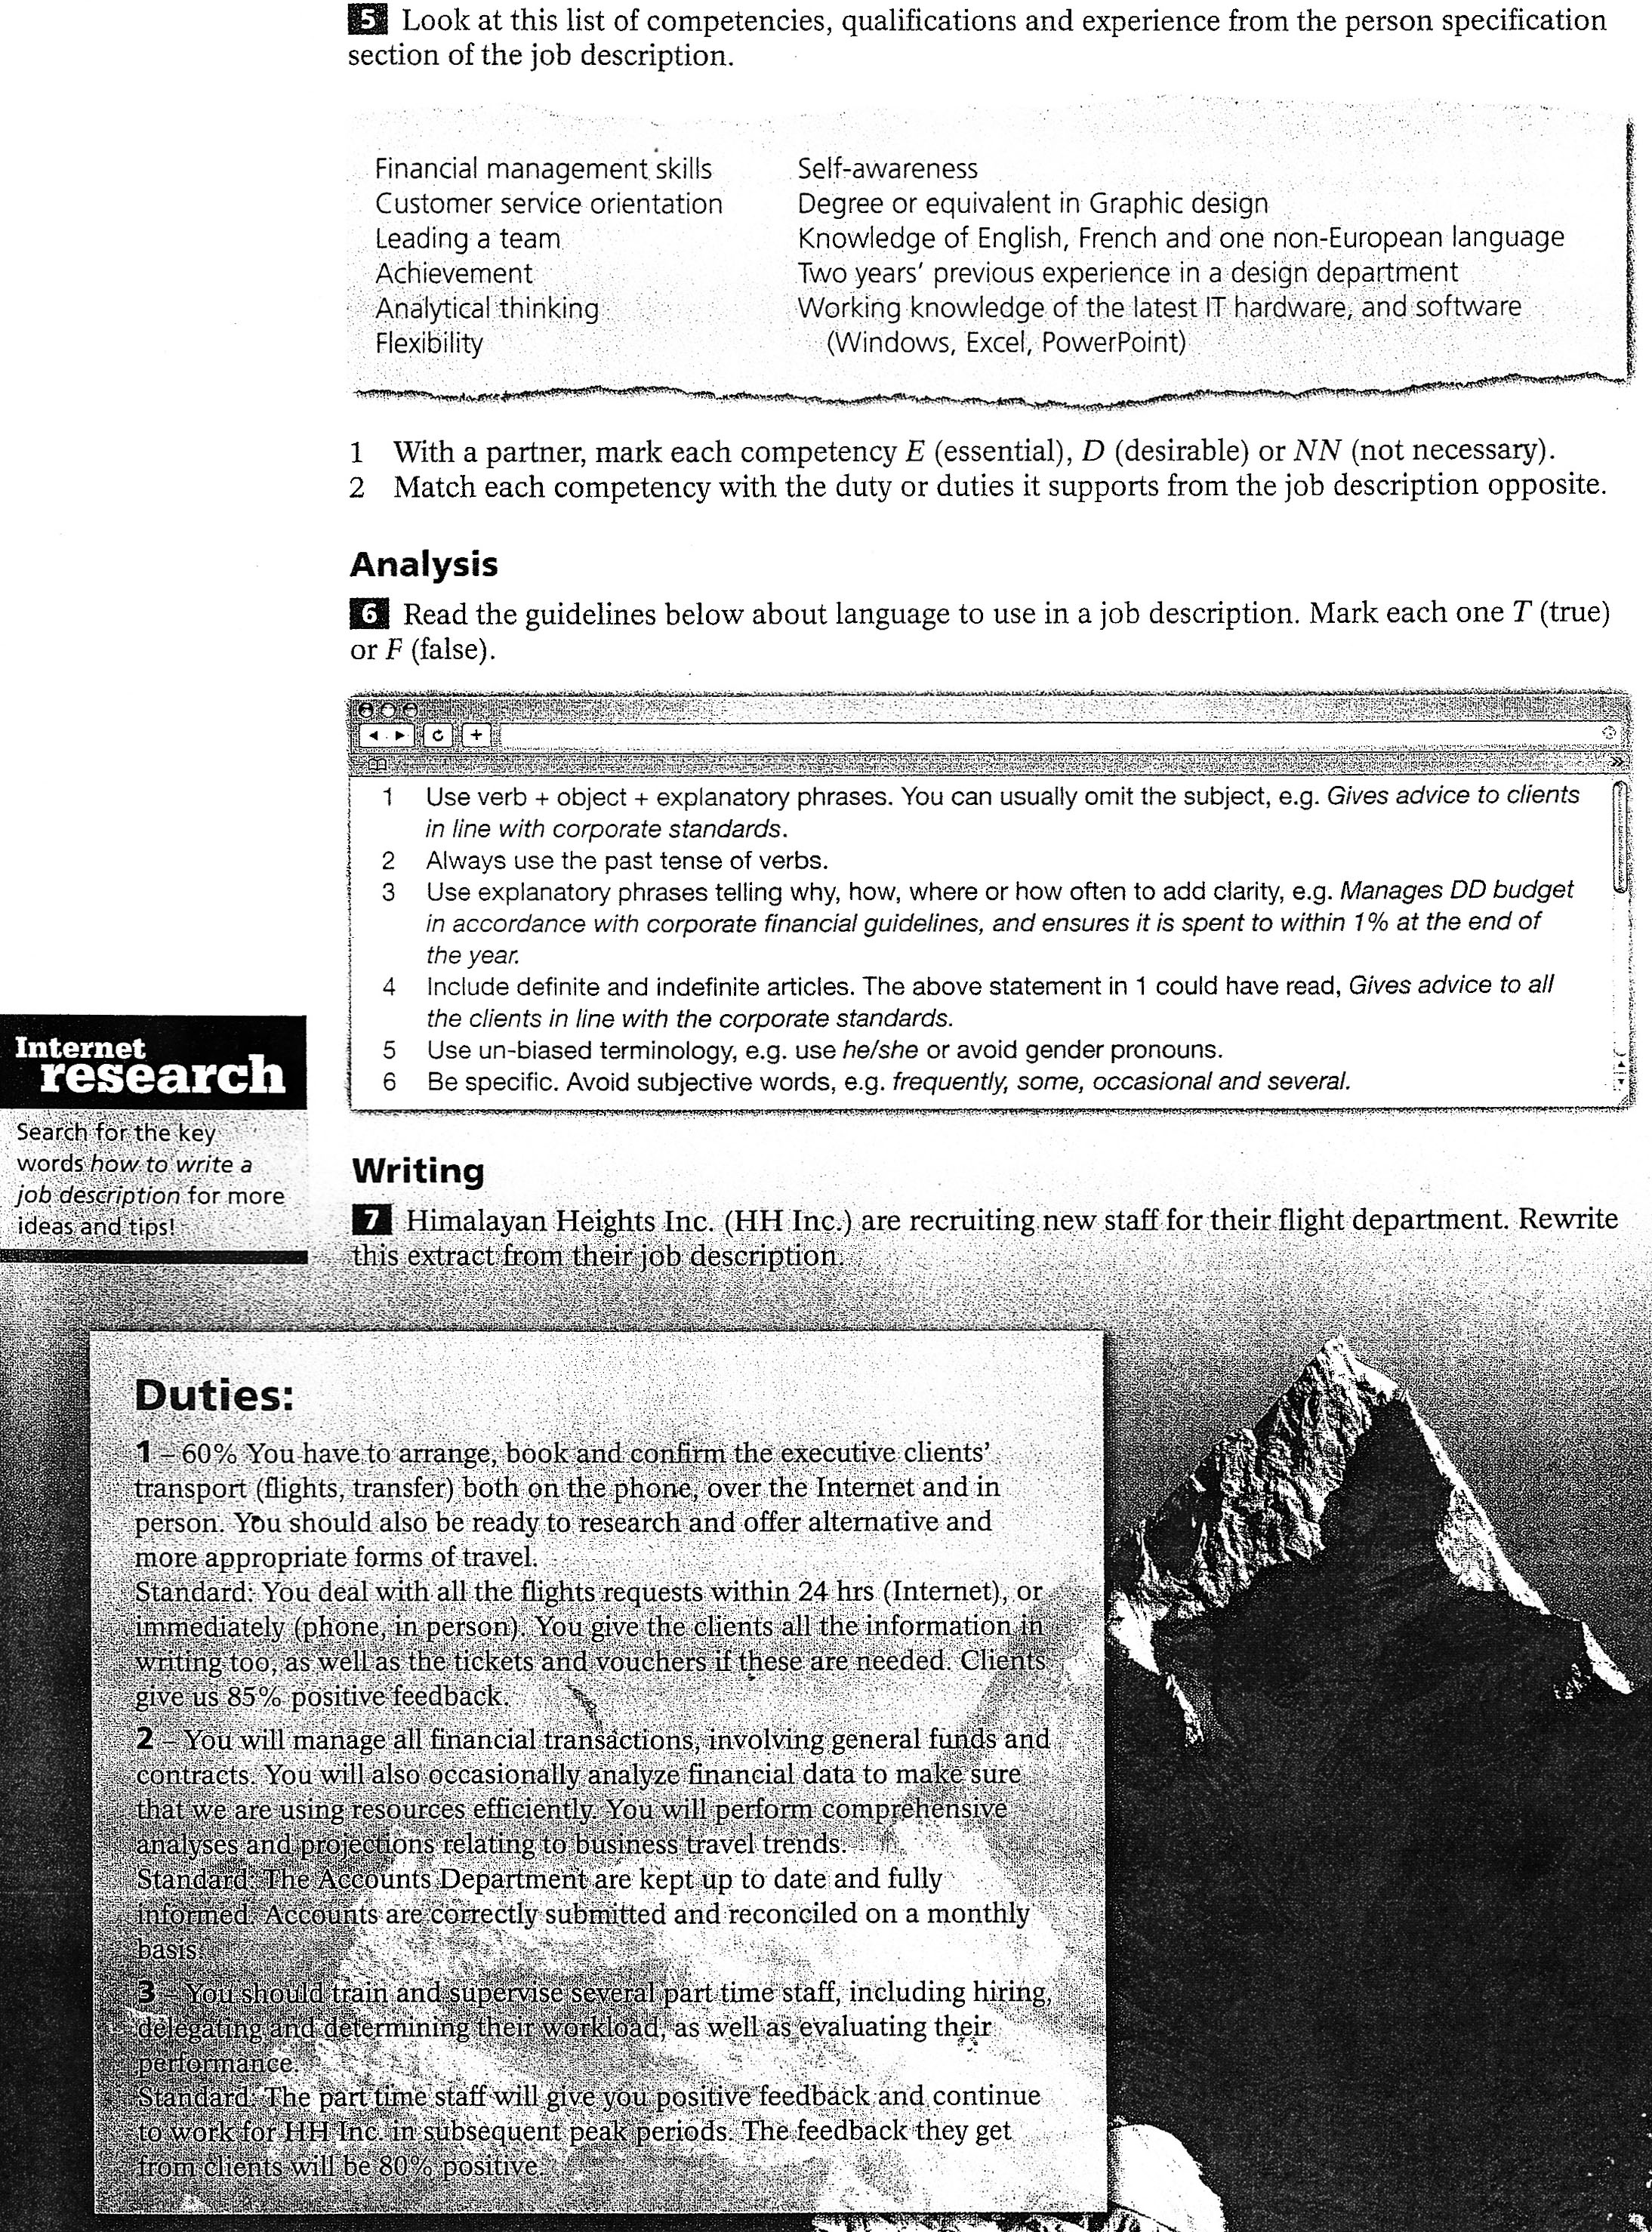 5 Look at this list of competencies, qualifications and experience from the person specification
section of the job description.
Financial management skills
Customer service orientation
Leading a team
Achievement
Analytical thinking
Flexibility
Self-awareness
Degree or equivalent in Graphic design
Knowledge of English, French and one non-European language
Two years' previous experience in a design department
Working knowledge of the latest IT hardware, and software
(Windows, Excel, PowerPoint)
1 With a partner, mark each competency E (essential), D (desirable) or NN (not necessary).
2 Match each competency with the duty or duties it supports from the job description opposite.
Analysis
6 Read the guidelines below about language to use in a job description. Mark each one T (true)
or F (false).
1 Use verb + object + explanatory phrases. You can usually omit the subject, e.g. Gives advice to clients
in line with corporate standards.
2 Always use the past tense of verbs.
3 Use explanatory phrases telling why, how, where or how often to add clarity, e.g. Manages DD budget
in accordance with corporate financial guidelines, and ensures it is spent to within 1% at the end of
the year.
4 Include definite and indefinite articles. The above statement in 1 could have read, Gives advice to all
the clients in line with the corporate standards.
5 Use un-biased terminology, e.g. use he/she or avoid gender pronouns.
6 Be specific. Avoid subjective words, e.g. frequently, some, occasional and several.
Internet
research
Search for the key
words how to write a
job description for more
ideas and tips!
Writing
7 Himalayan Heights Inc. (HH Inc.) are recruiting new staff for their flight department. Rewrite
this extract from their job description.
Duties:
1 – 60% You have to arrange, book and confirm the executive clients'
transport (flights, transfer) both on the phone, over the Internet and in
person. You should also be ready to research and offer alternative and
more appropriate forms of travel.
Standard: You deal with all the flights requests within 24 hrs (Internet), or
immediately (phone, in person). You give the clients all the information in
writing too, as well as the tickets and vouchers if these are needed. Clients
give us 85% positive feedback.
2 – You will manage all financial transactions, involving general funds and
contracts. You will also occasionally analyze financial data to make sure
that we are using resources efficiently. You will perform comprehensive
analyses and projections relating to business travel trends.
Standard: The Accounts Department are kept up to date and fully
informed. Accounts are correctly submitted and reconciled on a monthly
basis.
3 – You should train and supervise several part time staff, including hiring,
delegating and determining their workload, as well as evaluating their
performance.
Standard: The part time staff will give you positive feedback and continue
to work for HH Inc. in subsequent peak periods. The feedback they get
from clients will be 80% positive.